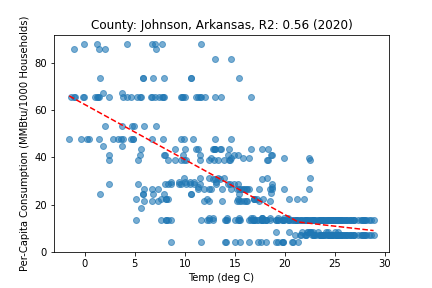 County: Johnson, Arkansas, R2: 0.56 (2020)
Per-Capita Consumption (MMBtu/1000 Households)
80
60
40
20
0
0 5 10 15 20 25 30
Temp (deg C)